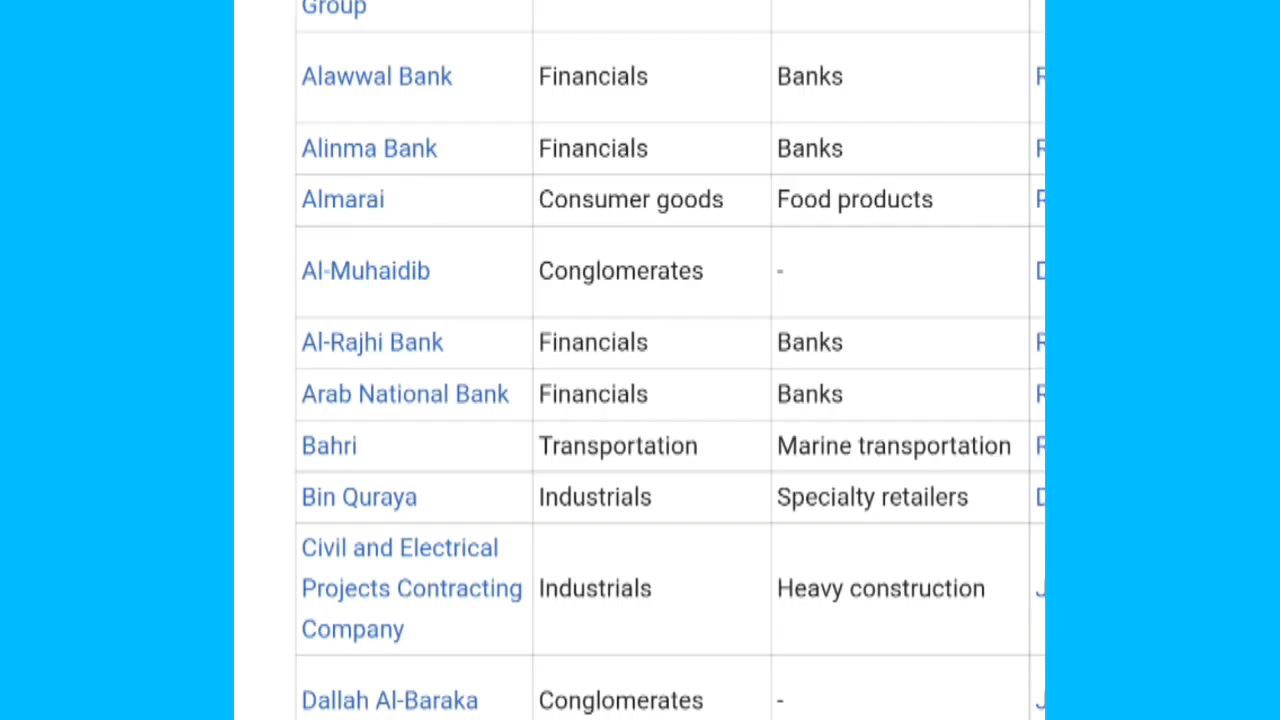 Group
Alawwal Bank Financials Banks R
Alinma Bank Financials Banks R
Almarai Consumer goods Food products R
Al-Muhaidib Conglomerates - D
Al-Rajhi Bank Financials Banks R
Arab National Bank Financials Banks R
Bahri Transportation Marine transportation R
Bin Quraya Industrials Specialty retailers D
Civil and Electrical
Projects Contracting Industrials Heavy construction J
Company
Dallah Al-Baraka Conglomerates - J